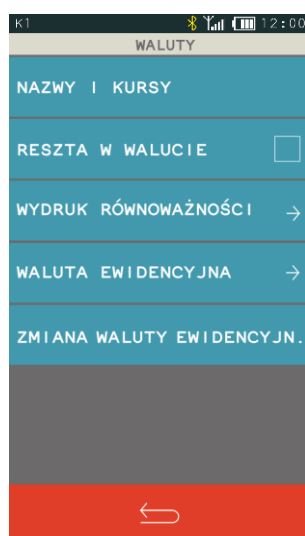 K1 12:00
WALUTY
NAZWY I KURSY
RESZTA W WALUCIE
WYDRUK RÓWNOWAŻNOŚCI →
WALUTA EWIDENCYJNA →
ZMIANA WALUTY EWIDENCYJN.